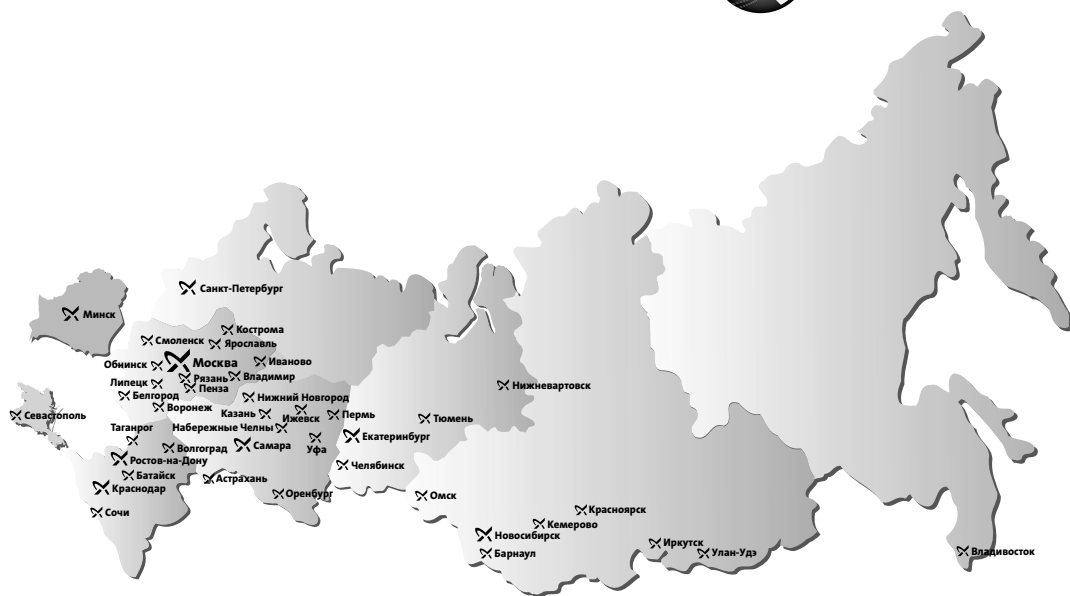 Санкт-Петербург
Минск
Кострома
Смоленск
Ярославль
Москва
Иваново
Обнинск
Рязань
Владимир
Липецк
Пенза
Нижневартовск
Белгород
Нижний Новгород
Воронеж
Казань
Ижевск
Пермь
Севастополь
Тюмень
Таганрог
Набережные Челны
Екатеринбург
Волгоград
Самара
Уфа
Ростов-на-Дону
Челябинск
Батайск
Астрахань
Краснодар
Оренбург
Омск
Сочи
Красноярск
Кемерово
Новосибирск
Иркутск
Барнаул
Улан-Удэ
Владивосток